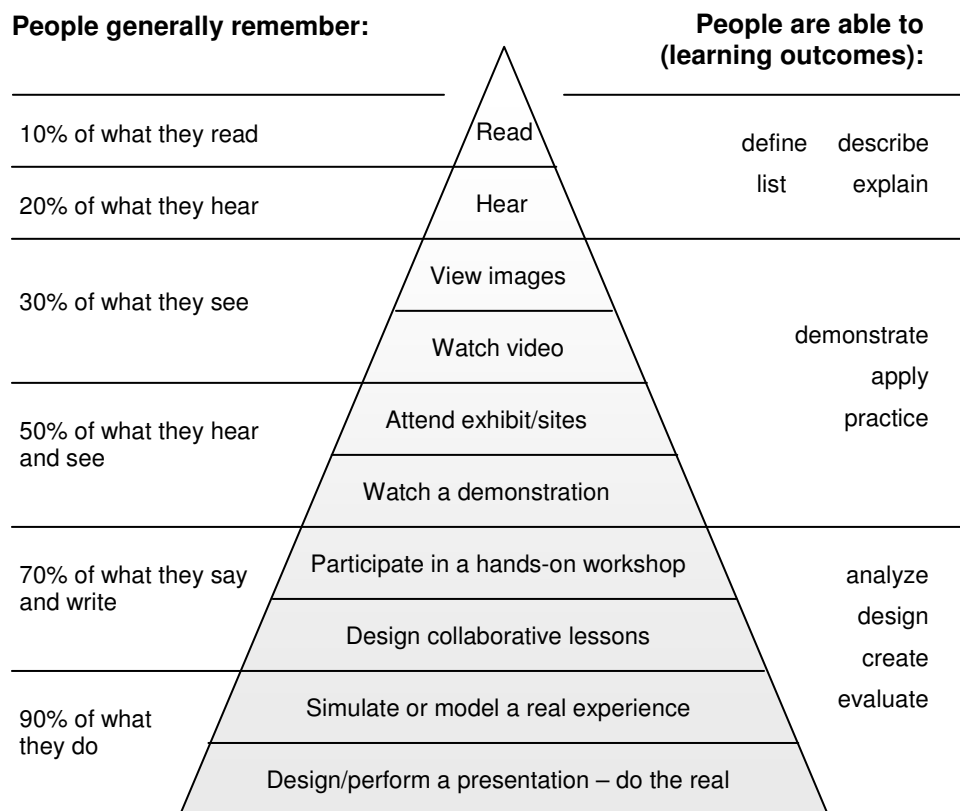 People generally remember:
People are able to
(learning outcomes):
10% of what they read
Read
define describe
list explain
20% of what they hear
Hear
30% of what they see
View images
Watch video
demonstrate
apply
practice
50% of what they hear
and see
Attend exhibit/sites
Watch a demonstration
70% of what they say
and write
Participate in a hands-on workshop
Design collaborative lessons
analyze
design
create
evaluate
90% of what
they do
Simulate or model a real experience
Design/perform a presentation – do the real